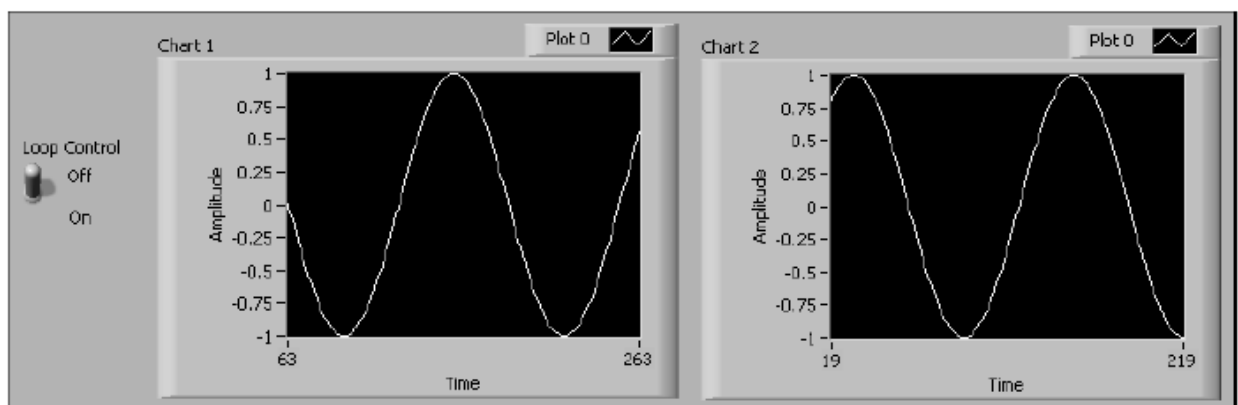 Chart 1
Plot 0
1
0.75
0.5
0.25
0
-0.25
-0.5
-0.75
-1
Amplitude
63
263
Time
Loop Control
Off
On
Chart 2
Plot 0
1
0.75
0.5
0.25
0
-0.25
-0.5
-0.75
-1
Amplitude
19
219
Time